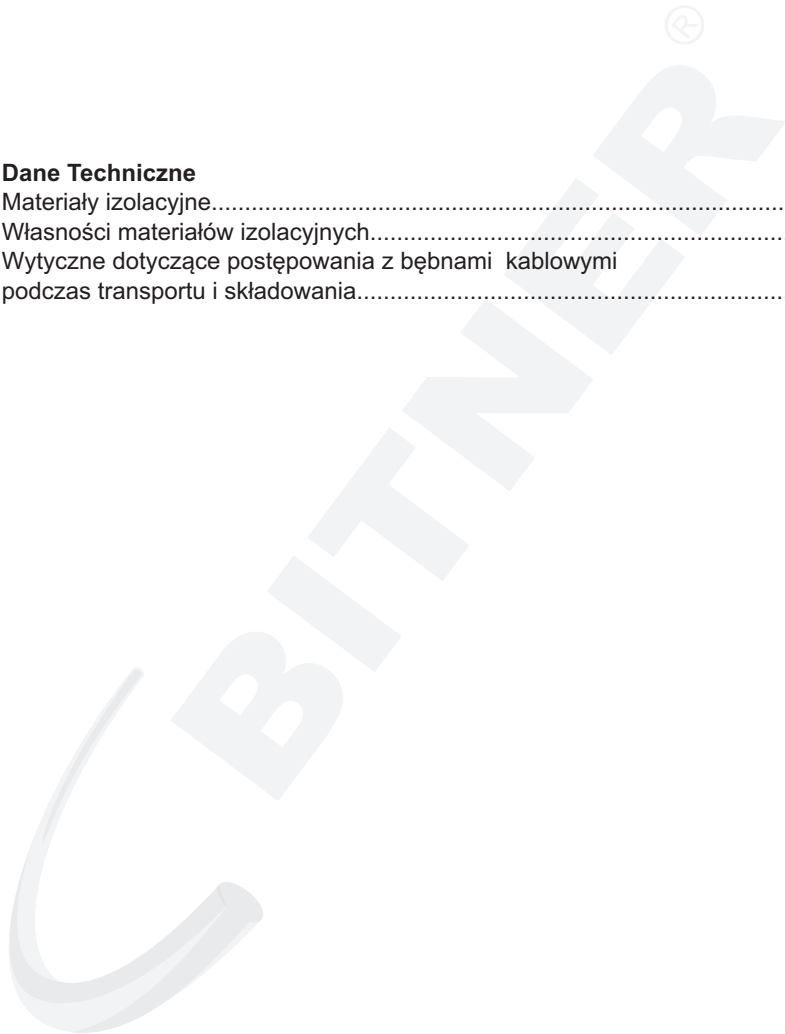 Dane Techniczne
Materiały izolacyjne.......................................................................................
Własności materiałów izolacyjnych...............................................................
Wytyczne dotyczące postępowania z bębnami kablowymi
podczas transportu i składowania.................................................................
BITNER®